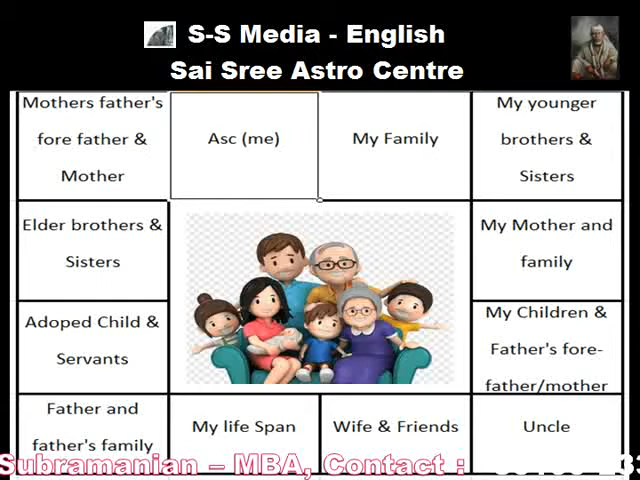 S-S Media - English
Sai Sree Astro Centre
Mothers father's
fore father &
Mother
Asc (me)
My Family
My younger
brothers &
Sisters
Elder brothers &
Sisters
My Mother and
family
Adoped Child &
Servants
My Children &
Father's fore-
father/mother
Father and
father's family
My life Span
Wife & Friends
Uncle
Subramanian – MBA, Contact :